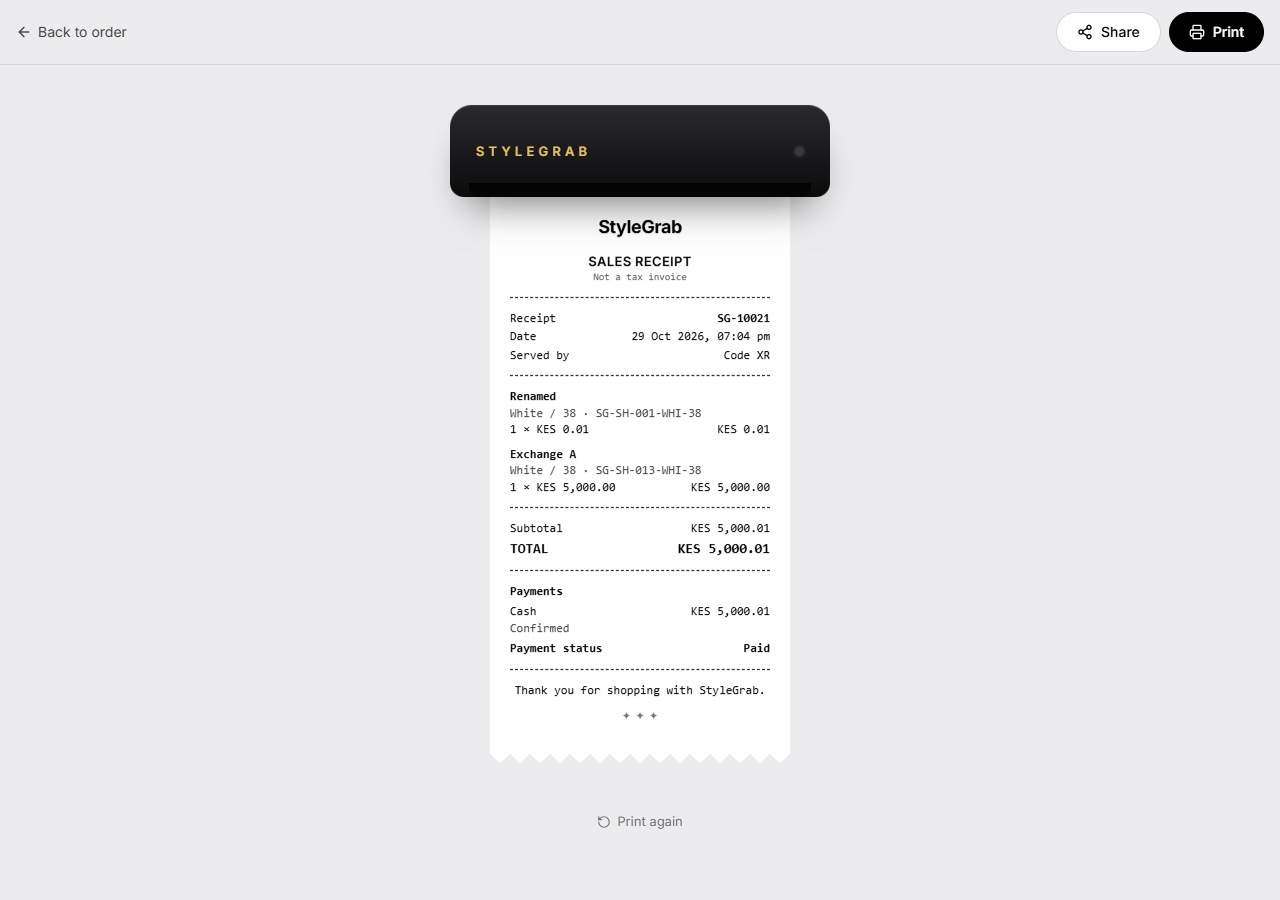 Back to order
Share
Print
STYLEGRAB
StyleGrab
SALES RECEIPT
Not a tax invoice
Receipt SG-10021
Date 29 Oct 2026, 07:04 pm
Served by Code XR
Renamed
White / 38 · SG-SH-001-WHI-38
1 × KES 0.01 KES 0.01
Exchange A
White / 38 · SG-SH-013-WHI-38
1 × KES 5,000.00 KES 5,000.00
Subtotal KES 5,000.01
TOTAL KES 5,000.01
Payments
Cash KES 5,000.01
Confirmed
Payment status Paid
Thank you for shopping with StyleGrab.
✦ ✦ ✦
Print again